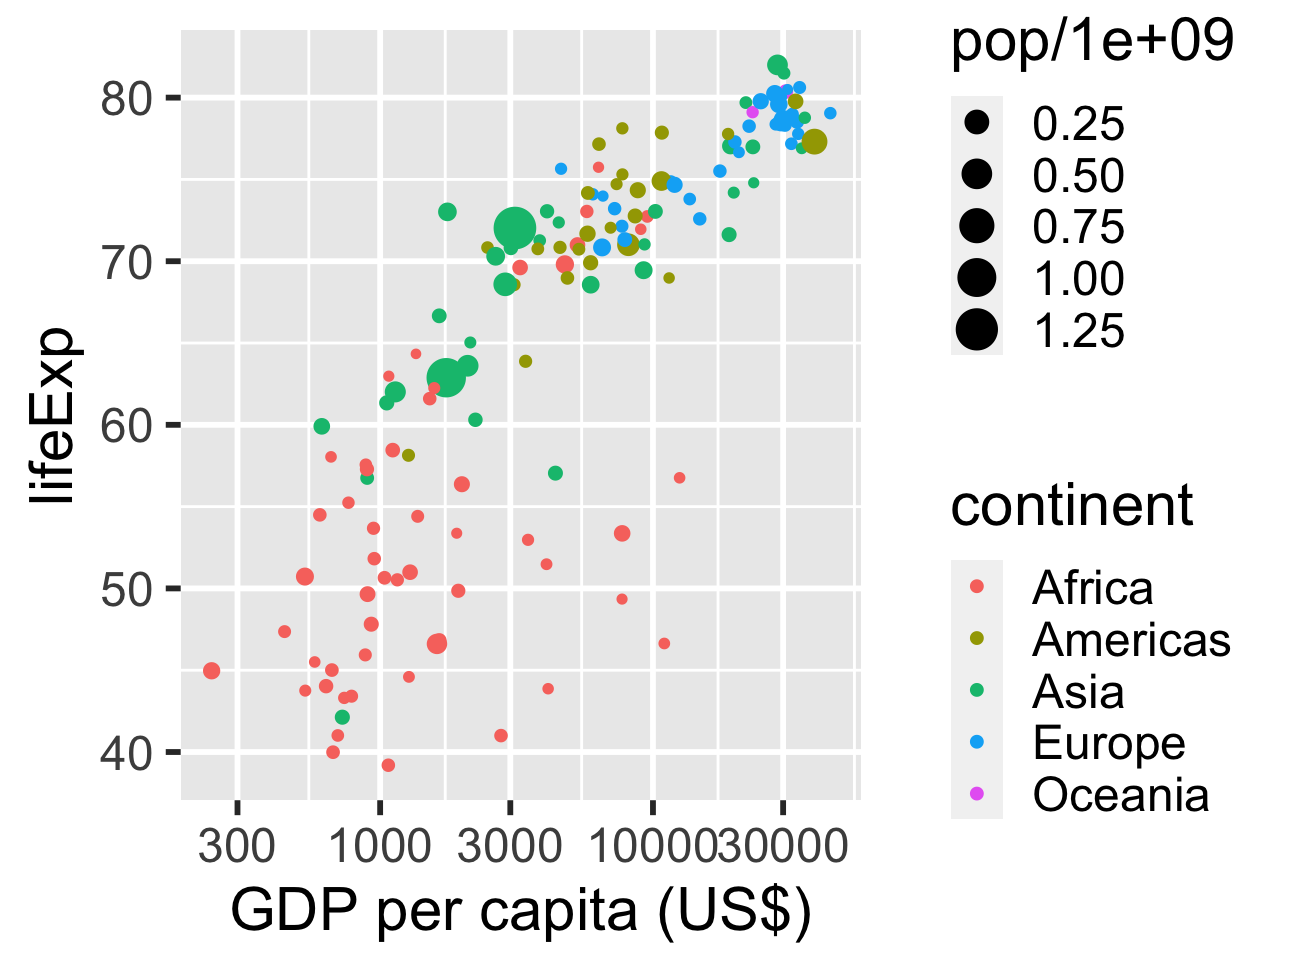 pop/1e+09
0.25
0.50
0.75
1.00
1.25
continent
Africa
Americas
Asia
Europe
Oceania
lifeExp
80
70
60
50
40
300 1000 3000 10000 30000
GDP per capita (US$)